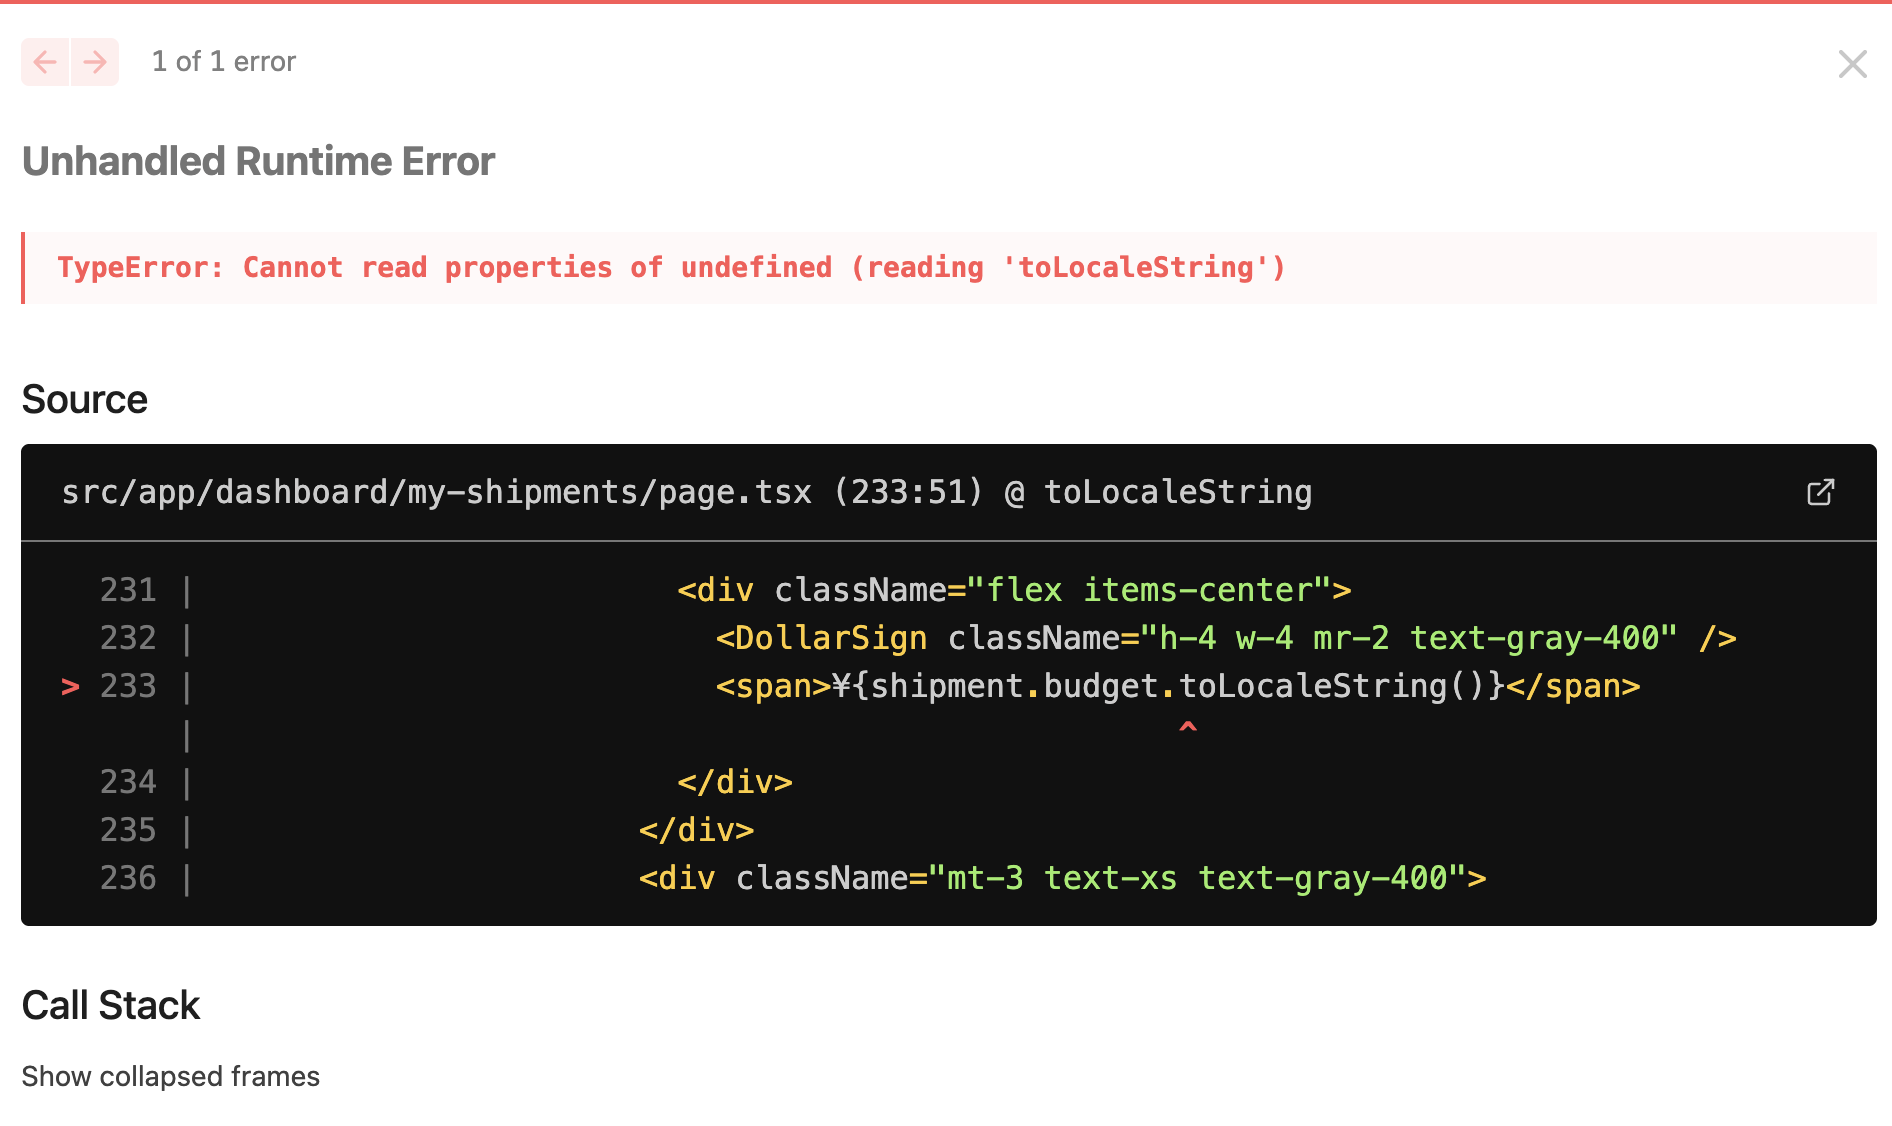 1 of 1 error
Unhandled Runtime Error
TypeError: Cannot read properties of undefined (reading 'toLocaleString')
Source
src/app/dashboard/my-shipments/page.tsx (233:51) @ toLocaleString
231 | <div className="flex items-center">
232 | <DollarSign className="h-4 w-4 mr-2 text-gray-400" />
> 233 | <span>¥{shipment.budget.toLocaleString()}</span>
| ^
234 | </div>
235 | </div>
236 | <div className="mt-3 text-xs text-gray-400">
Call Stack
Show collapsed frames